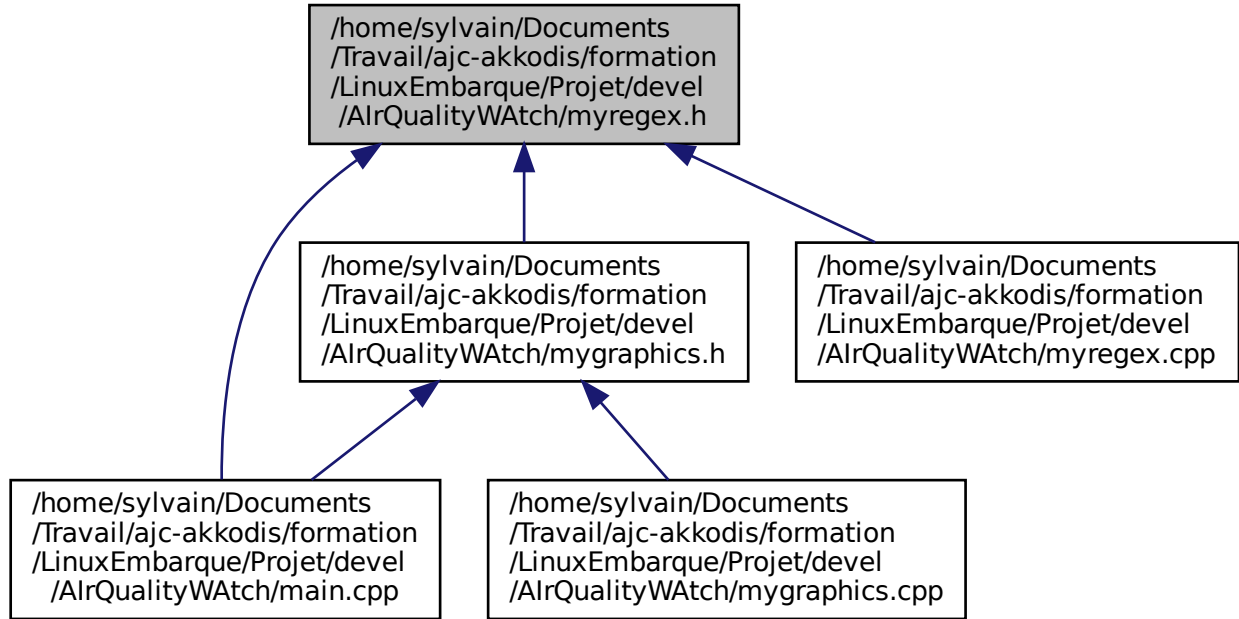 /home/sylvain/Documents
/Travail/ajc-akkodis/formation
/LinuxEmbarque/Projet/devel
/AIrQualityWAtch/myregex.h
/home/sylvain/Documents
/Travail/ajc-akkodis/formation
/LinuxEmbarque/Projet/devel
/AIrQualityWAtch/mygraphics.h
/home/sylvain/Documents
/Travail/ajc-akkodis/formation
/LinuxEmbarque/Projet/devel
/AIrQualityWAtch/myregex.cpp
/home/sylvain/Documents
/Travail/ajc-akkodis/formation
/LinuxEmbarque/Projet/devel
/AIrQualityWAtch/main.cpp
/home/sylvain/Documents
/Travail/ajc-akkodis/formation
/LinuxEmbarque/Projet/devel
/AIrQualityWAtch/mygraphics.cpp